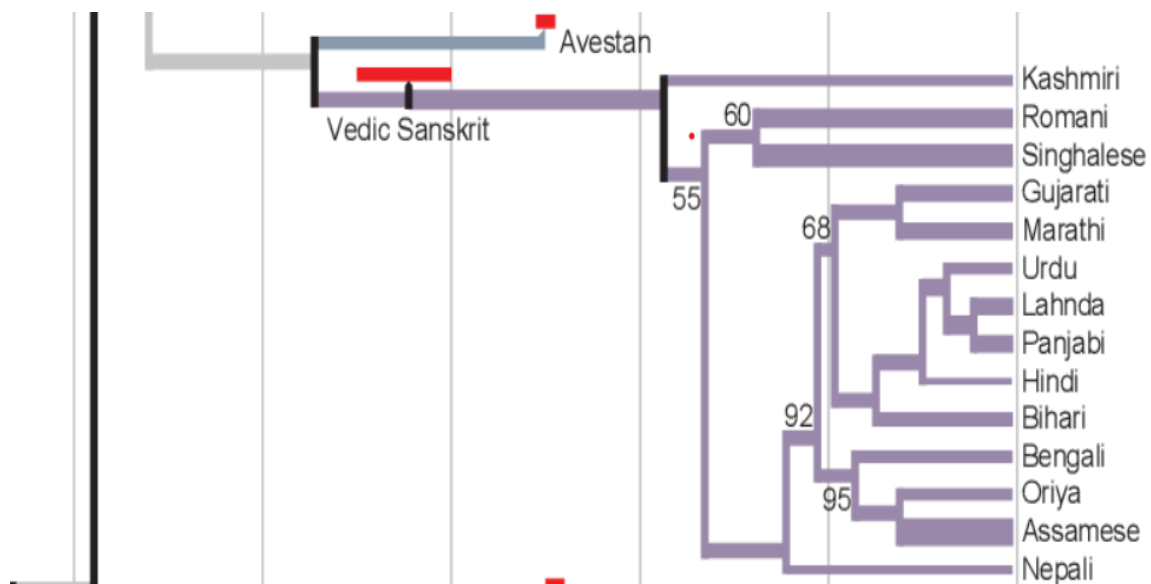 Avestan
Vedic Sanskrit
Kashmiri
60
Romani
Singhalese
55
Gujarati
68
Marathi
Urdu
Lahnda
Panjabi
Hindi
92
Bihari
Bengali
95
Oriya
Assamese
Nepali